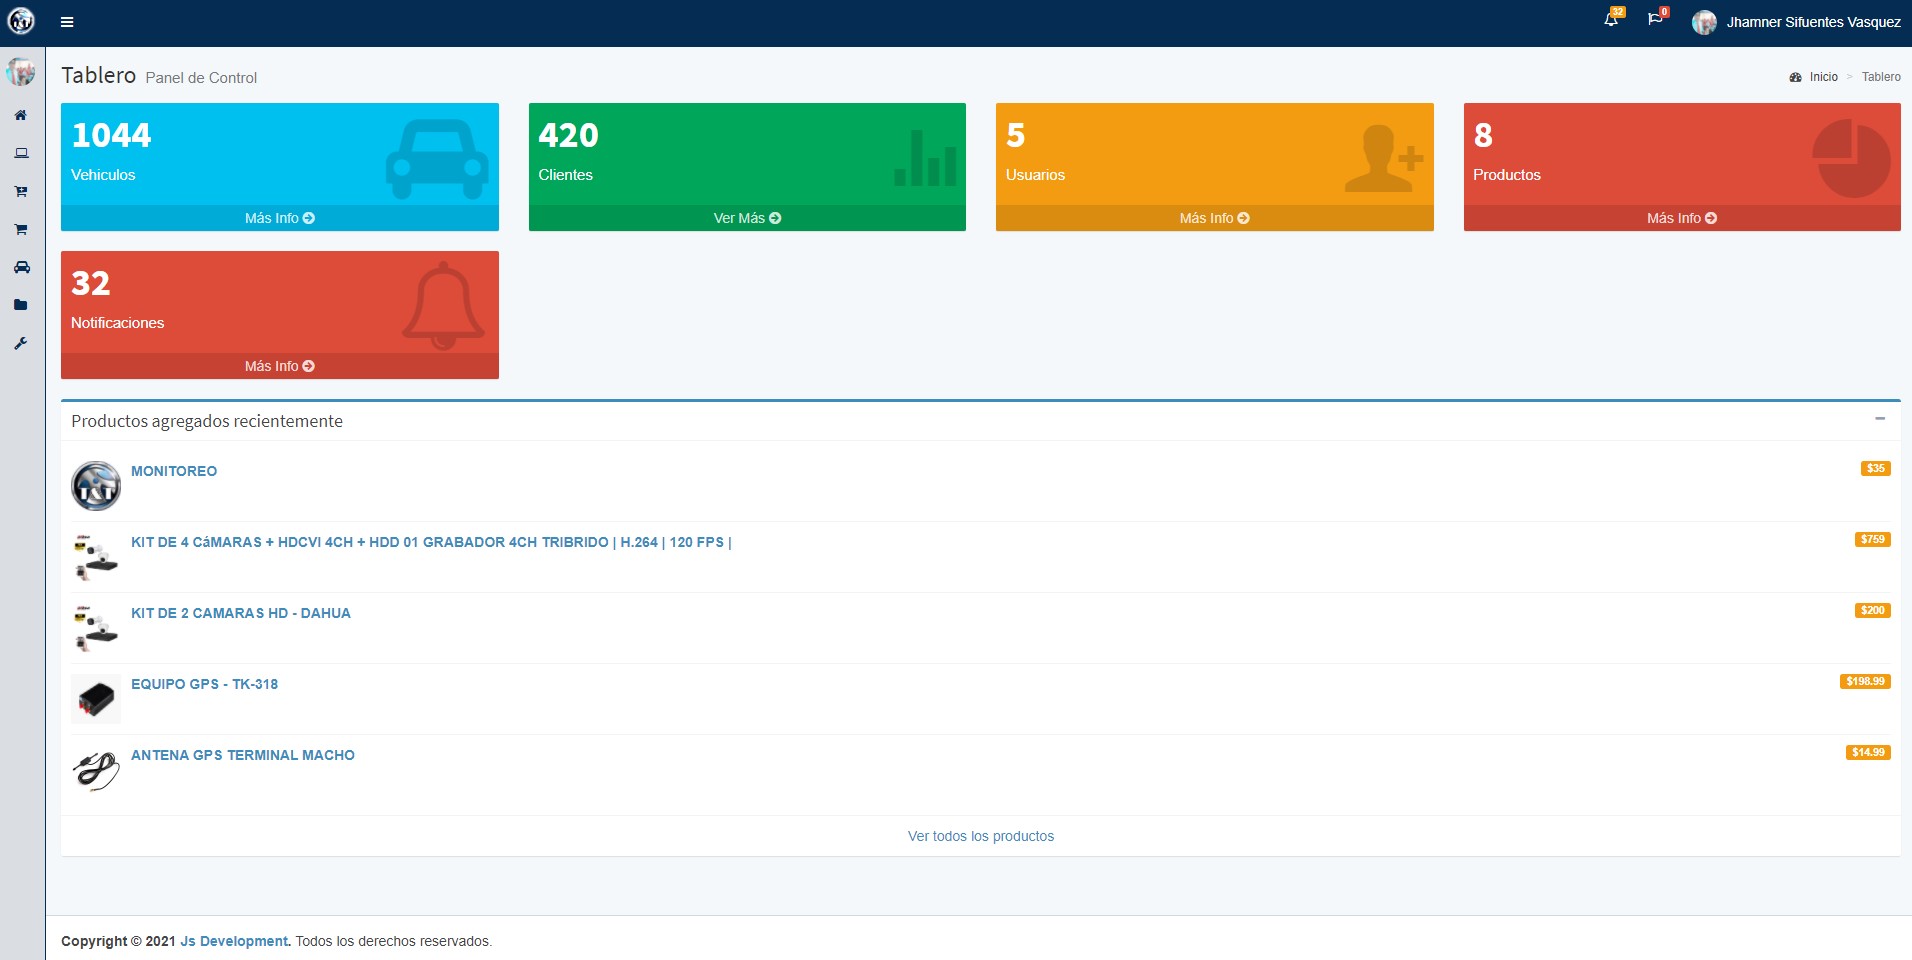 32
0
Jhamner Sifuentes Vasquez
Tablero Panel de Control
Inicio > Tablero
1044
Vehiculos
Más Info
420
Clientes
Ver Más
5
Usuarios
Más Info
8
Productos
Más Info
32
Notificaciones
Más Info
Productos agregados recientemente
T&T
MONITOREO
$35
KIT DE 4 CáMARAS + HDCVI 4CH + HDD 01 GRABADOR 4CH TRIBRIDO | H.264 | 120 FPS |
$759
KIT DE 2 CAMARAS HD - DAHUA
$200
EQUIPO GPS - TK-318
$198.99
ANTENA GPS TERMINAL MACHO
$14.99
Ver todos los productos
Copyright © 2021 Js Development. Todos los derechos reservados.